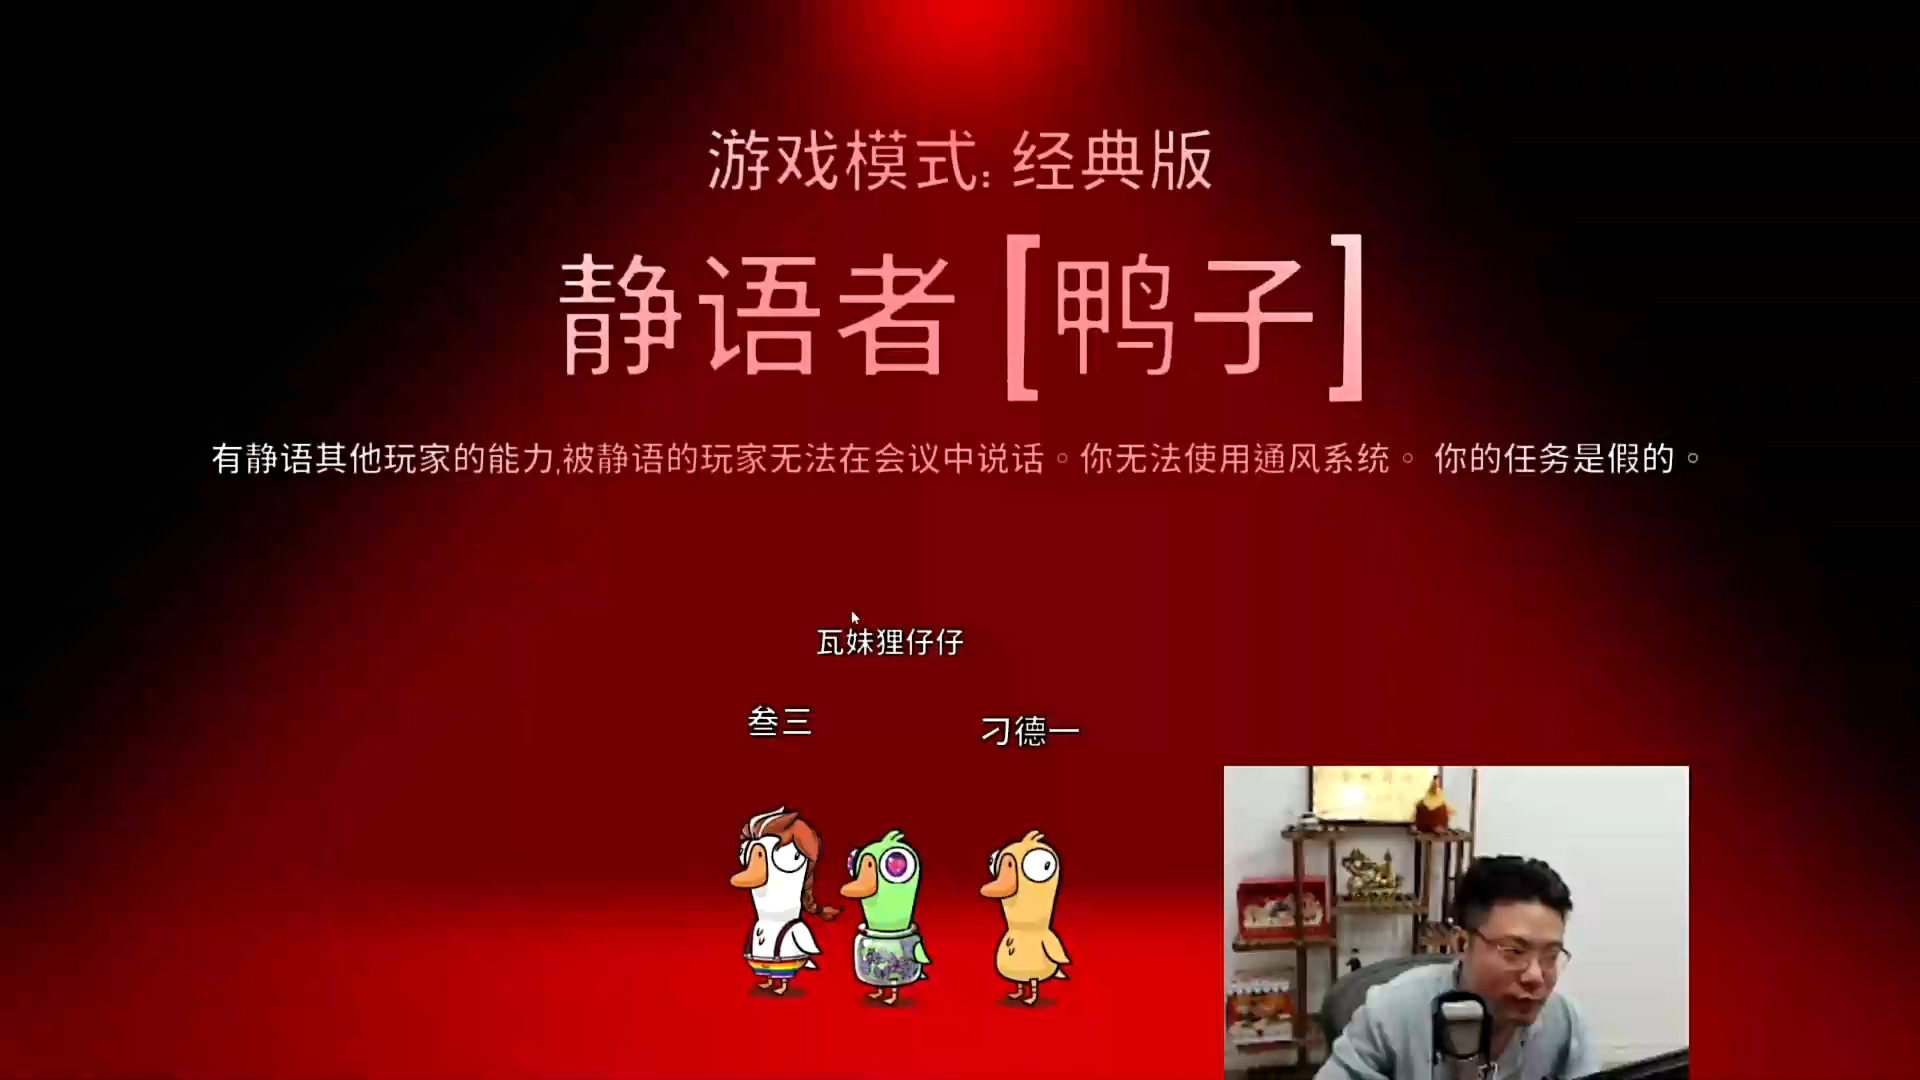 游戏模式: 经典版
静语者 [鸭子]
有静语其他玩家的能力,被静语的玩家无法在会议中说话。你无法使用通风系统。 你的任务是假的。
瓦妹狸仔仔
叁三
刁德一